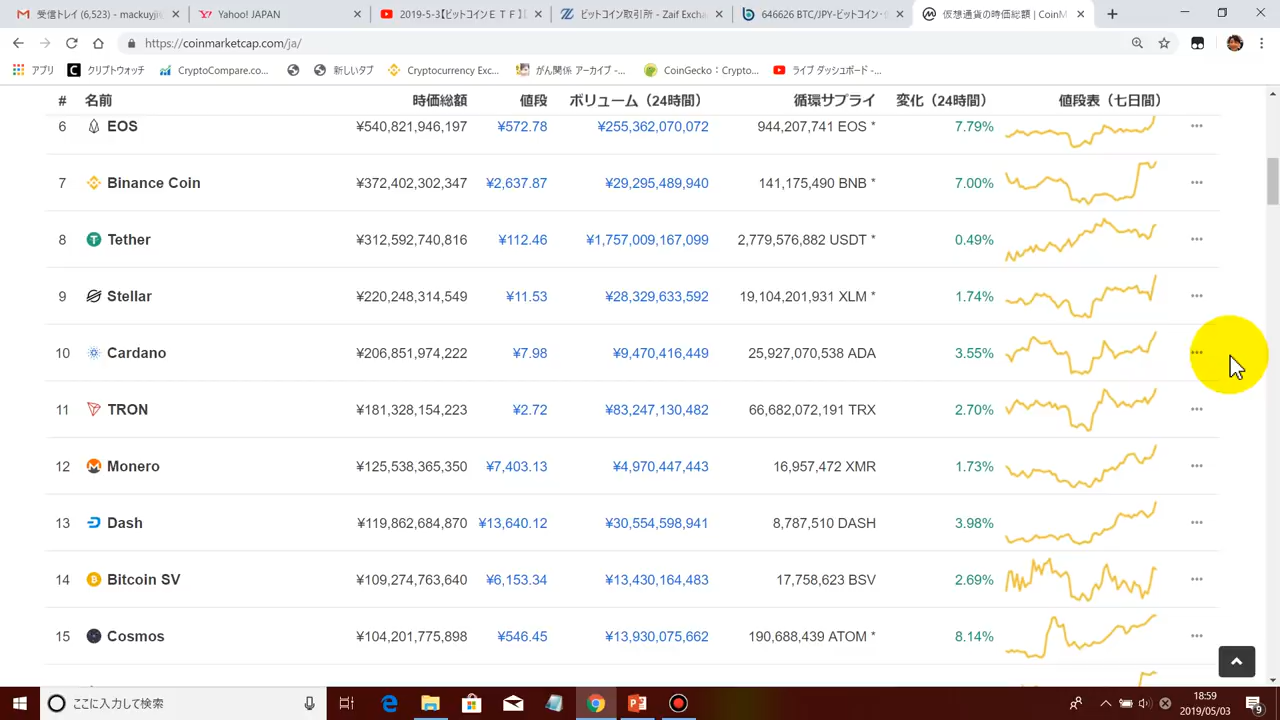 受信トレイ (6,523) - mackuyjie
Yahoo! JAPAN
2019-5-3【ビットコインＥＴＦ】D
ビットコイン取引所 - Zaif Exchan
646626 BTC/JPY-ビットコイン・
仮想通貨の時価総額 | CoinM
https://coinmarketcap.com/ja/
アプリ
クリプトウォッチ
CryptoCompare.co...
新しいタブ
Cryptocurrency Exc...
がん関係 アーカイブ -...
CoinGecko：Crypto...
ライブ ダッシュボード -...
# 名前 時価総額 値段 ボリューム（24時間） 循環サプライ 変化（24時間） 値段表（七日間）
6 EOS ¥540,821,946,197 ¥572.78 ¥255,362,070,072 944,207,741 EOS * 7.79%
7 Binance Coin ¥372,402,302,347 ¥2,637.87 ¥29,295,489,940 141,175,490 BNB * 7.00%
8 Tether ¥312,592,740,816 ¥112.46 ¥1,757,009,167,099 2,779,576,882 USDT * 0.49%
9 Stellar ¥220,248,314,549 ¥11.53 ¥28,329,633,592 19,104,201,931 XLM * 1.74%
10 Cardano ¥206,851,974,222 ¥7.98 ¥9,470,416,449 25,927,070,538 ADA 3.55%
11 TRON ¥181,328,154,223 ¥2.72 ¥83,247,130,482 66,682,072,191 TRX 2.70%
12 Monero ¥125,538,365,350 ¥7,403.13 ¥4,970,447,443 16,957,472 XMR 1.73%
13 Dash ¥119,862,684,870 ¥13,640.12 ¥30,554,598,941 8,787,510 DASH 3.98%
14 Bitcoin SV ¥109,274,763,640 ¥6,153.34 ¥13,430,164,483 17,758,623 BSV 2.69%
15 Cosmos ¥104,201,775,898 ¥546.45 ¥13,930,075,662 190,688,439 ATOM * 8.14%
ここに入力して検索
18:59
2019/05/03
9